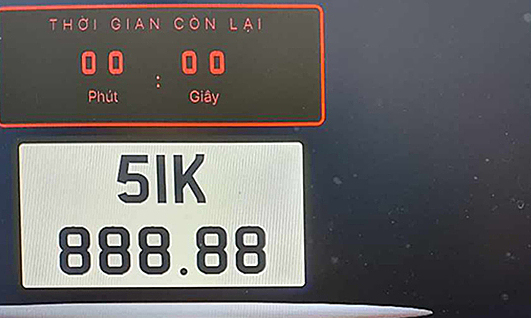 THỜI GIAN CÒN LẠI
00 : 00
Phút Giây
51K
888.88